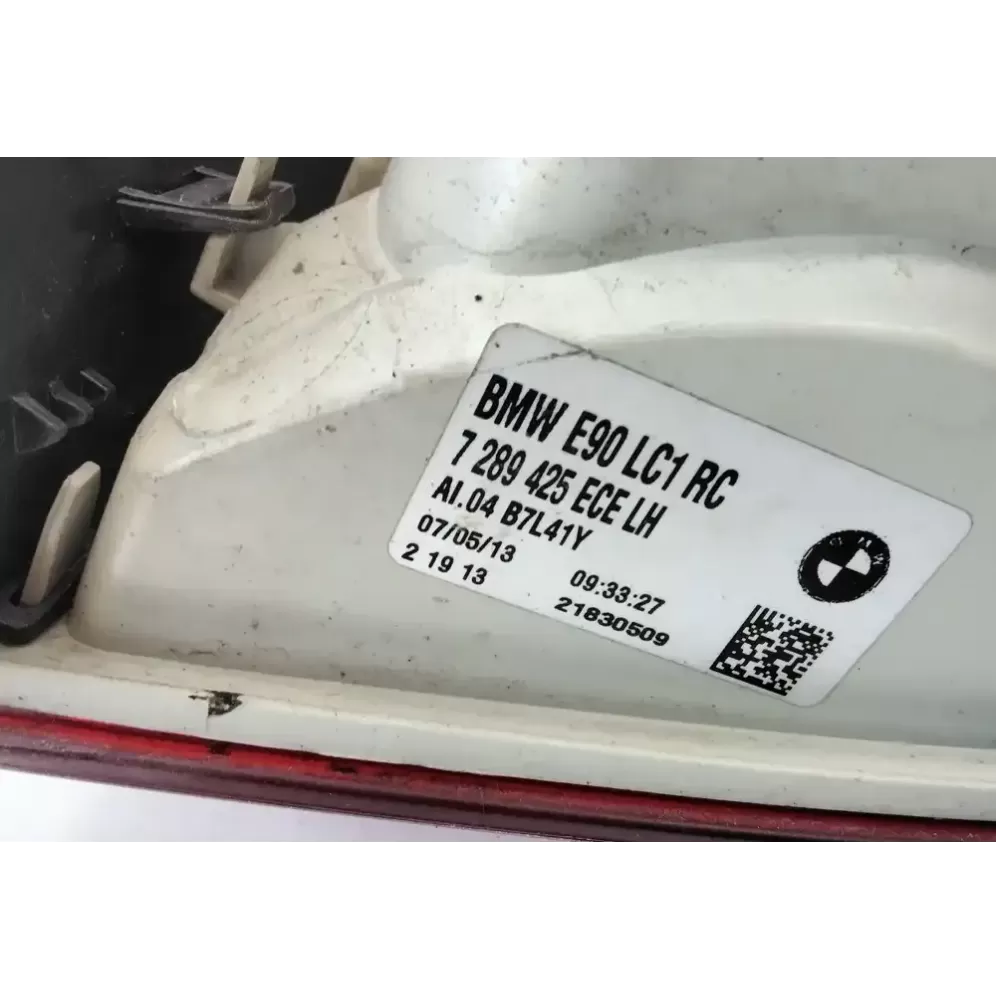 BMW E90 LC1 RC
7 289 425 ECE LH
AI.04 B7L41Y
07/05/13 09:33:27
2 19 13 21830509
BMW